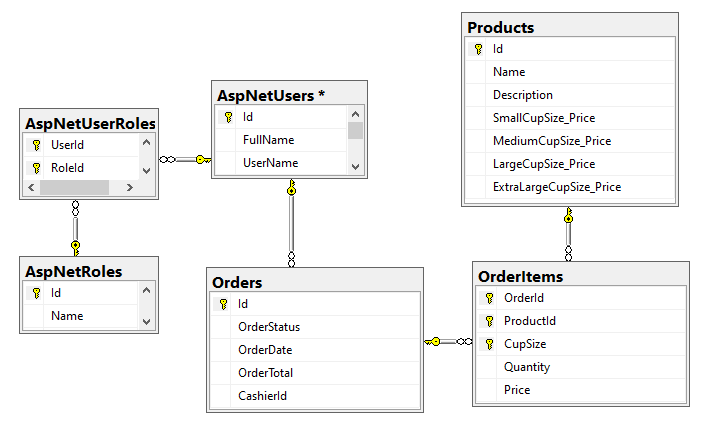 Products
Id
Name
Description
SmallCupSize_Price
MediumCupSize_Price
LargeCupSize_Price
ExtraLargeCupSize_Price
AspNetUsers *
Id
FullName
UserName
AspNetUserRoles
UserId
RoleId
AspNetRoles
Id
Name
Orders
Id
OrderStatus
OrderDate
OrderTotal
CashierId
OrderItems
OrderId
ProductId
CupSize
Quantity
Price